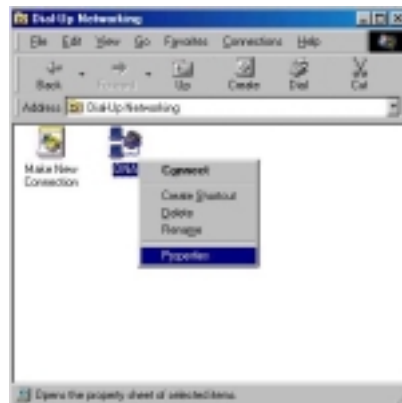 Dial-Up Networking
File Edit View Go Favorites Connections Help
Back Forward Up Create Dial Cut
Address Dial-Up Networking
Make New
Connection
Connect
Create Shortcut
Delete
Rename
Properties
Opens the property sheet of selected items.